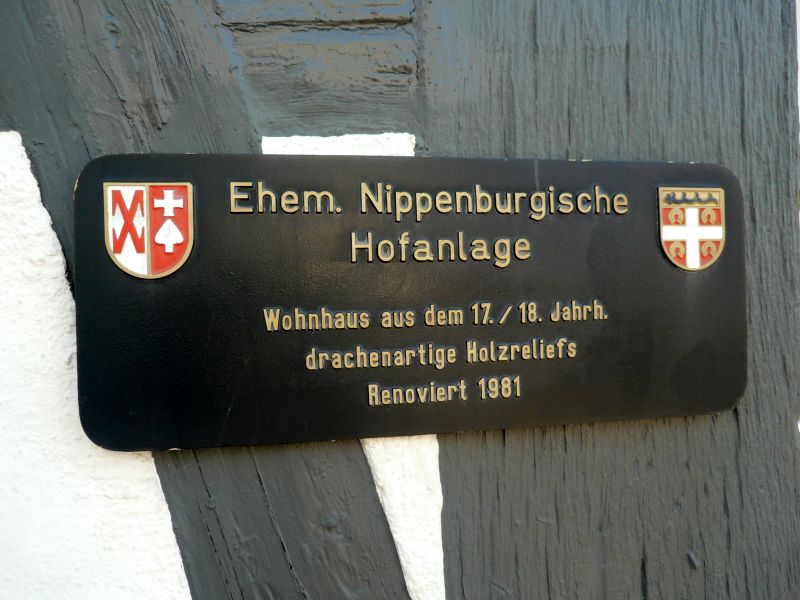 Ehem. Nippenburgische
Hofanlage
Wohnhaus aus dem 17./18. Jahrh.
drachenartige Holzreliefs
Renoviert 1981